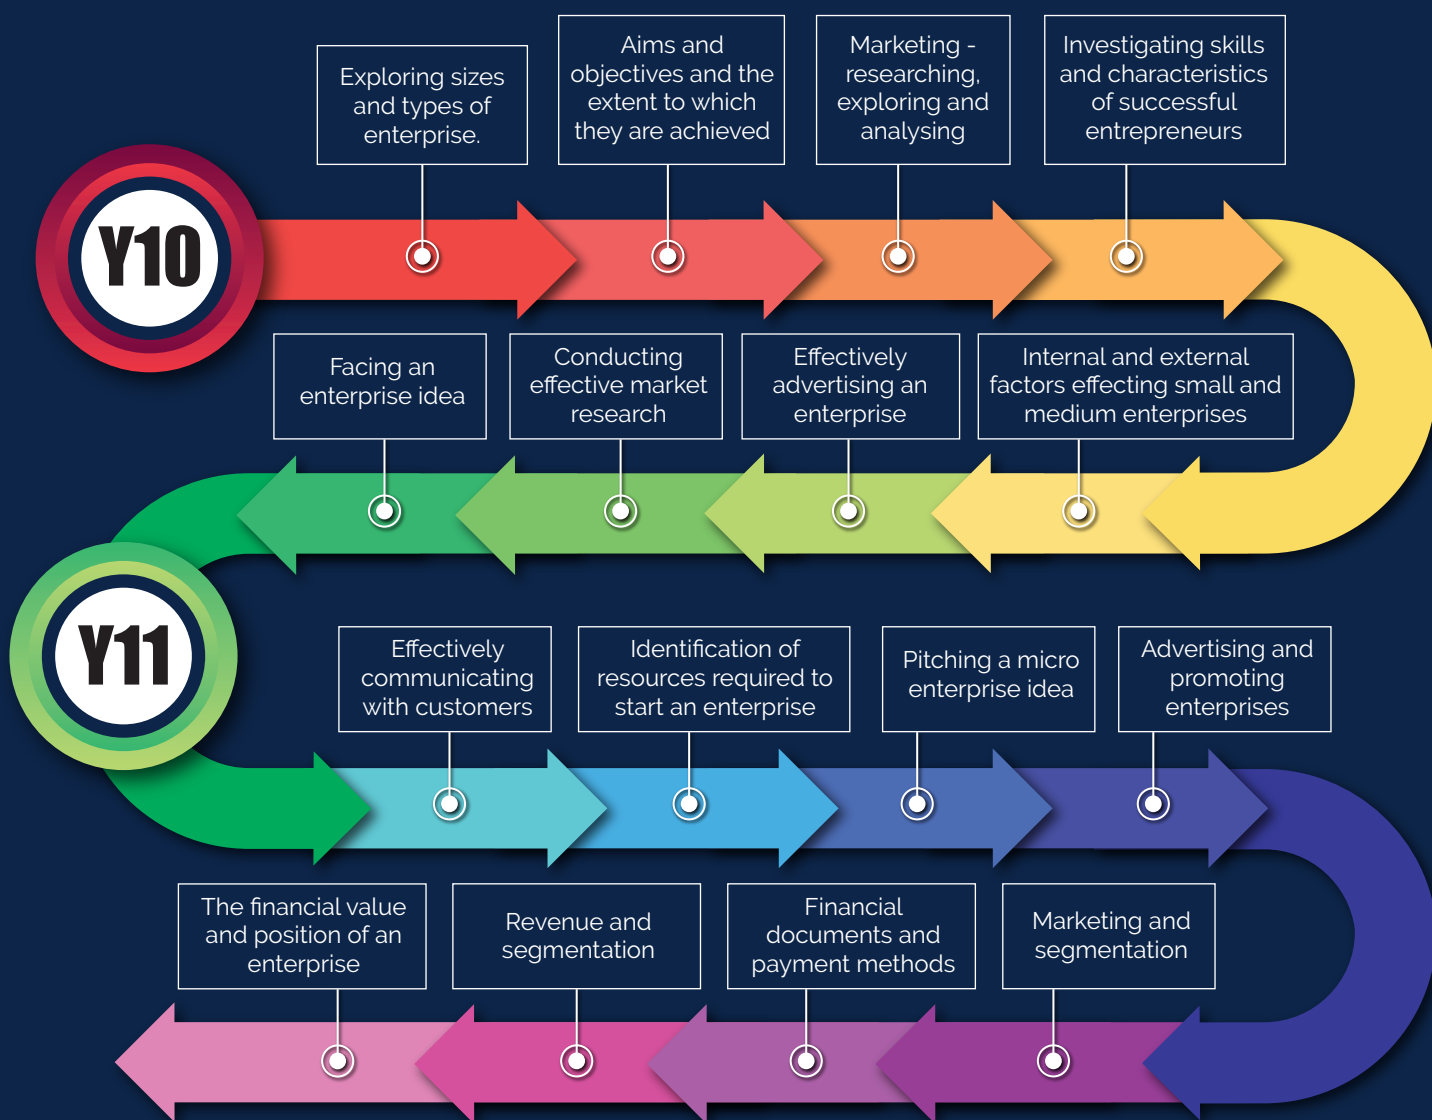 Y10
Exploring sizes
and types of
enterprise.
Aims and
objectives and the
extent to which
they are achieved
Marketing -
researching,
exploring and
analysing
Investigating skills
and characteristics
of successful
entrepreneurs
Internal and external
factors effecting small and
medium enterprises
Effectively
advertising an
enterprise
Conducting
effective market
research
Facing an
enterprise idea
Y11
Effectively
communicating
with customers
Identification of
resources required to
start an enterprise
Pitching a micro
enterprise idea
Advertising and
promoting
enterprises
Marketing and
segmentation
Financial
documents and
payment methods
Revenue and
segmentation
The financial value
and position of an
enterprise